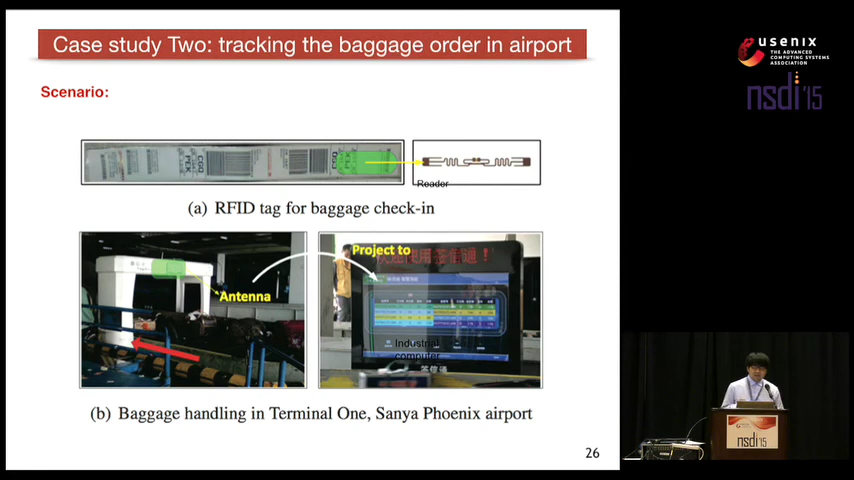 Case study Two: tracking the baggage order in airport
Scenario:
Reader
(a) RFID tag for baggage check-in
Project to
Antenna
Industrial
computer
(b) Baggage handling in Terminal One, Sanya Phoenix airport
26
usenix
THE ADVANCED
COMPUTING SYSTEMS
ASSOCIATION
nsdi '15
nsdi'15